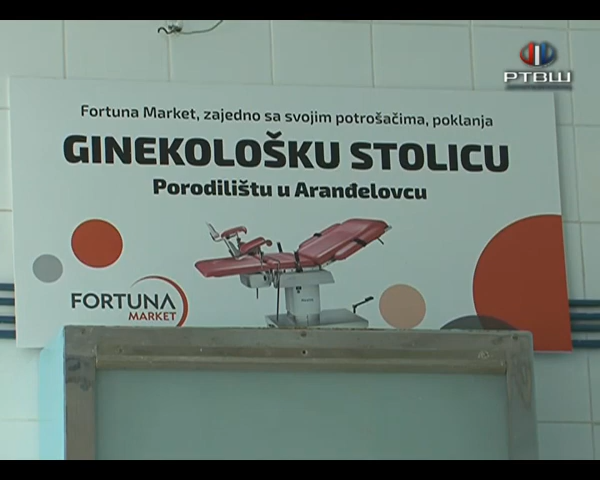 РТВШ
Fortuna Market, zajedno sa svojim potrošačima, poklanja
GINEKOLOŠKU STOLICU
Porodilištu u Aranđelovcu
FORTUNA
MARKET